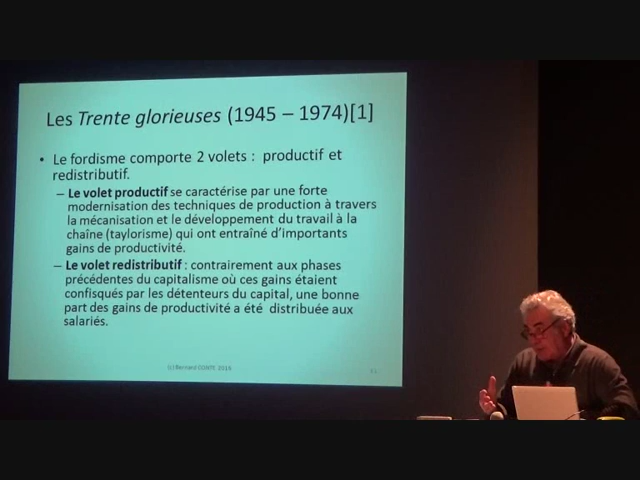 Les Trente glorieuses (1945 – 1974)[1]
• Le fordisme comporte 2 volets : productif et
redistributif.
– Le volet productif se caractérise par une forte
modernisation des techniques de production à travers
la mécanisation et le développement du travail à la
chaîne (taylorisme) qui ont entraîné d'importants
gains de productivité.
– Le volet redistributif : contrairement aux phases
précédentes du capitalisme où ces gains étaient
confisqués par les détenteurs du capital, une bonne
part des gains de productivité a été distribuée aux
salariés.
(c) Bernard CONTE 2016